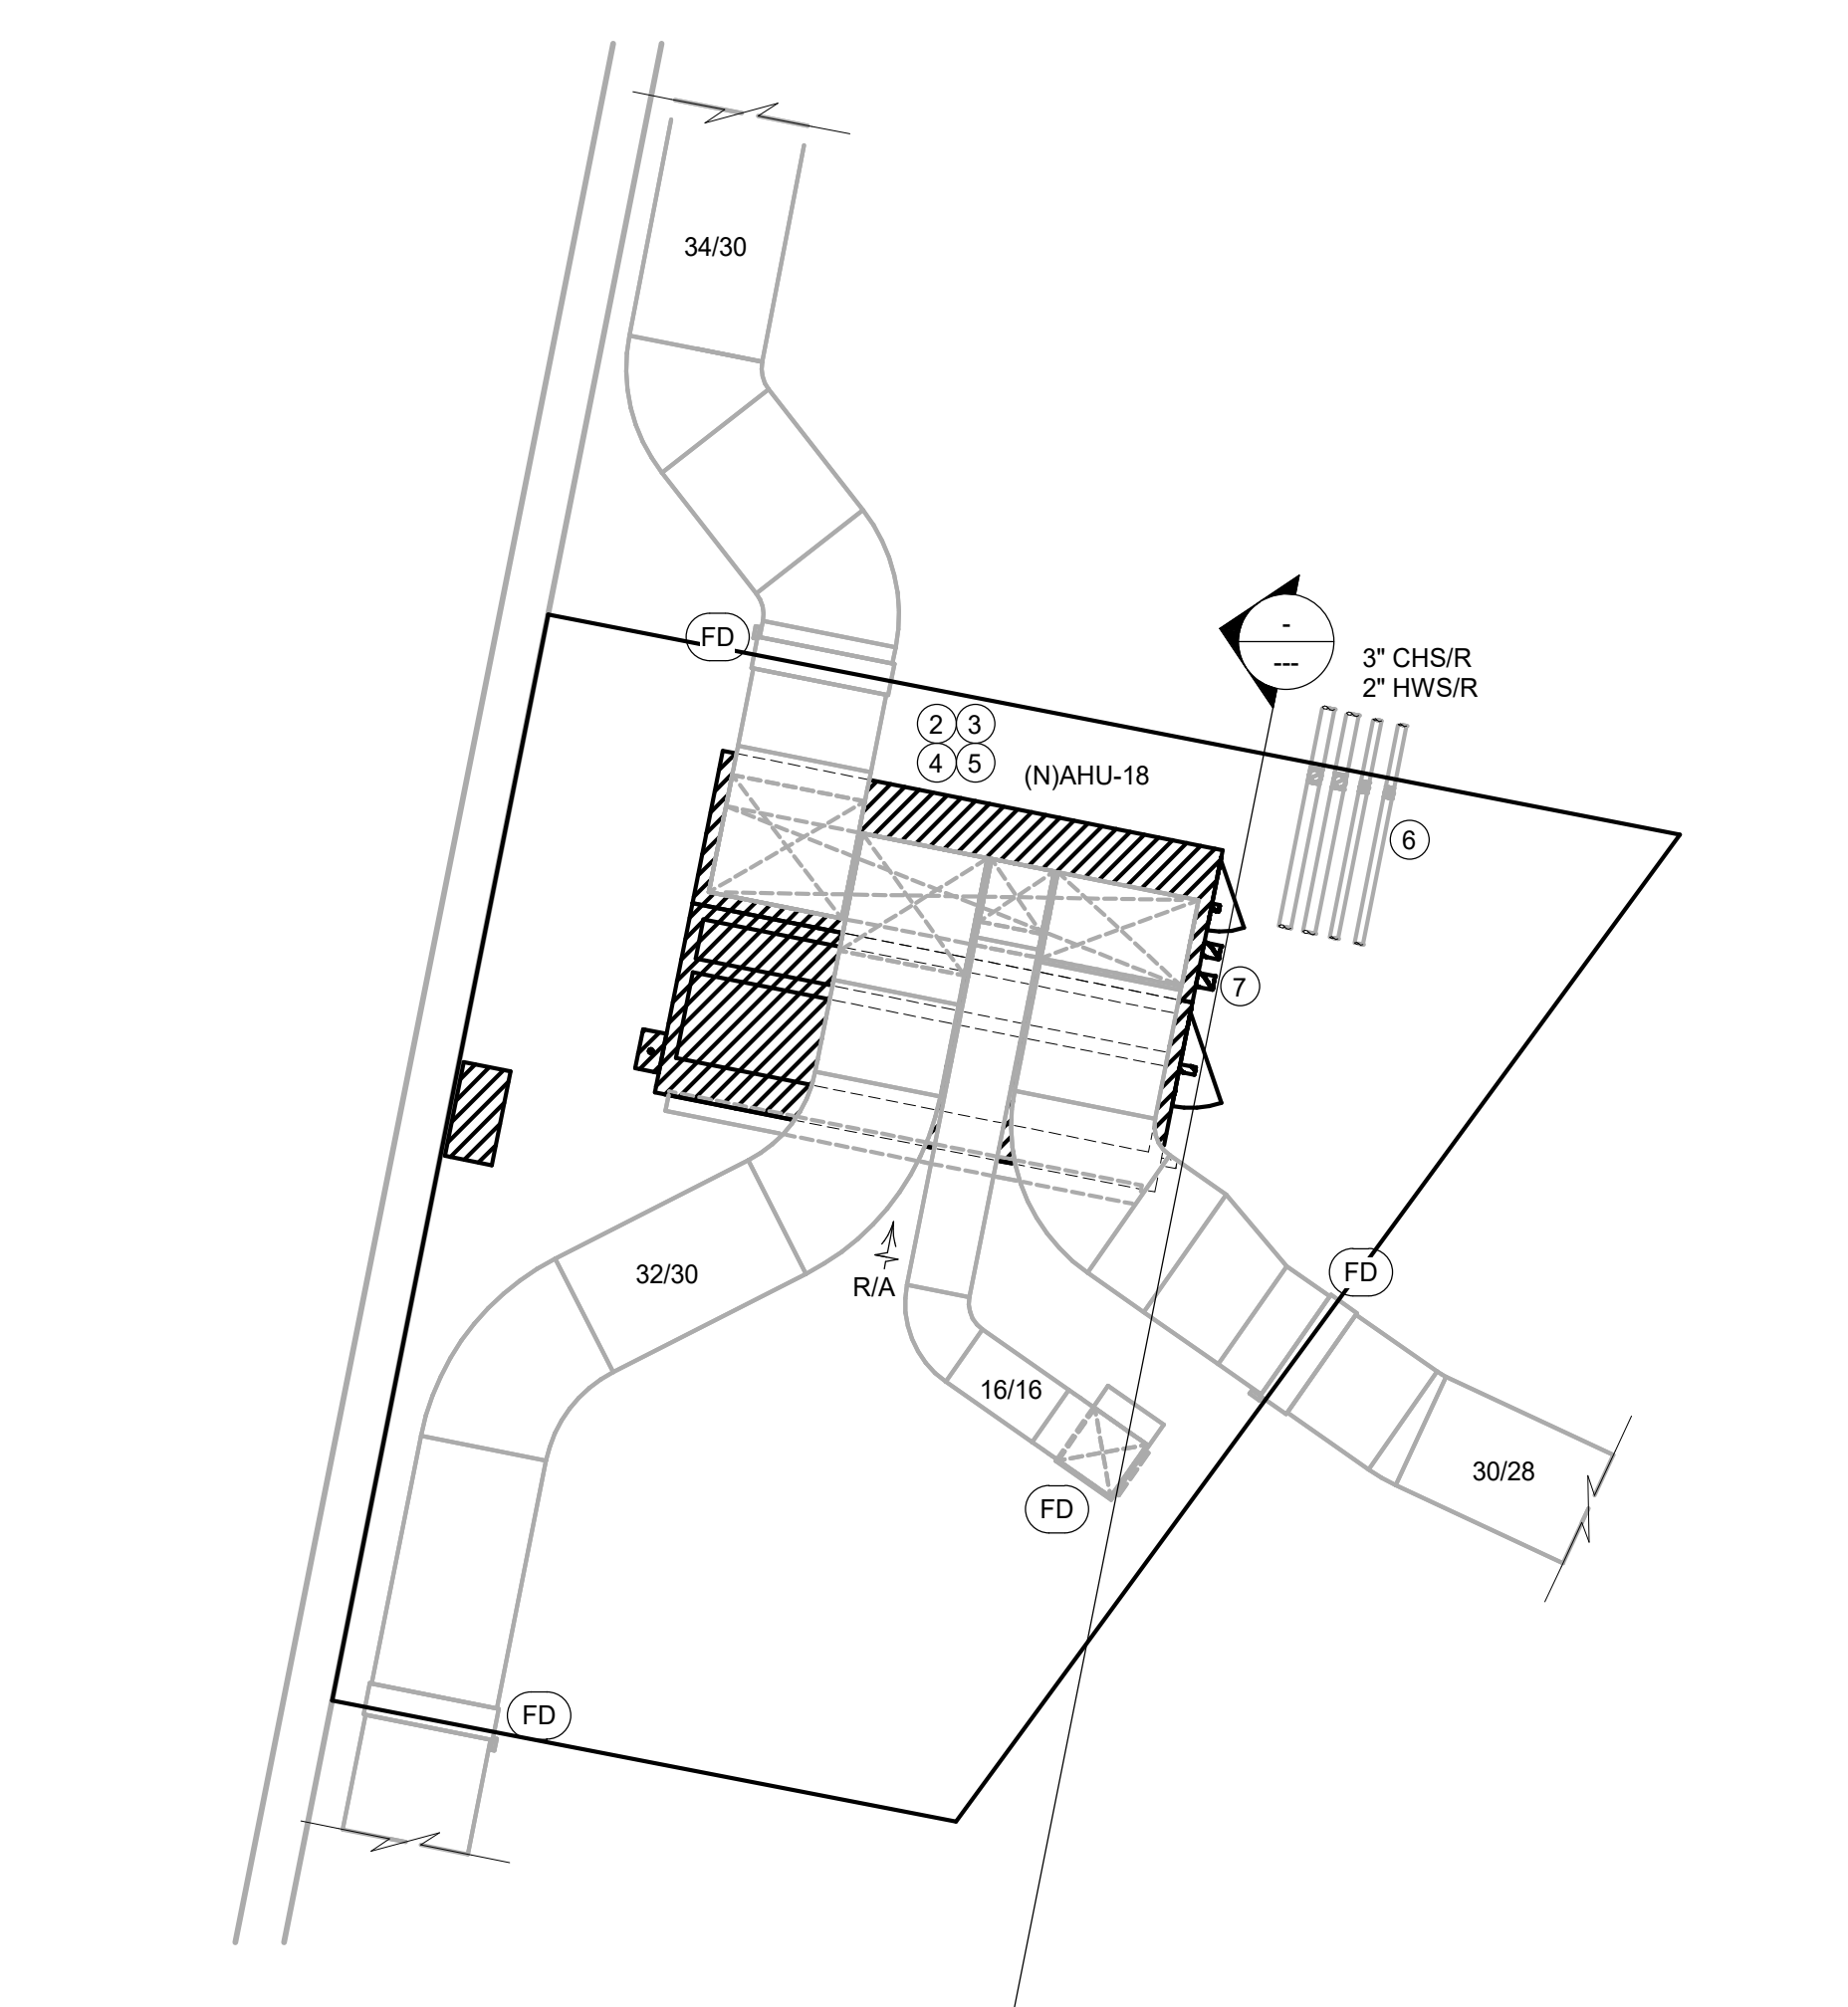 34/30
FD
-
---
3" CHS/R
2" HWS/R
2 3
4 5
(N)AHU-18
6
7
32/30
R/A
FD
16/16
30/28
FD
FD